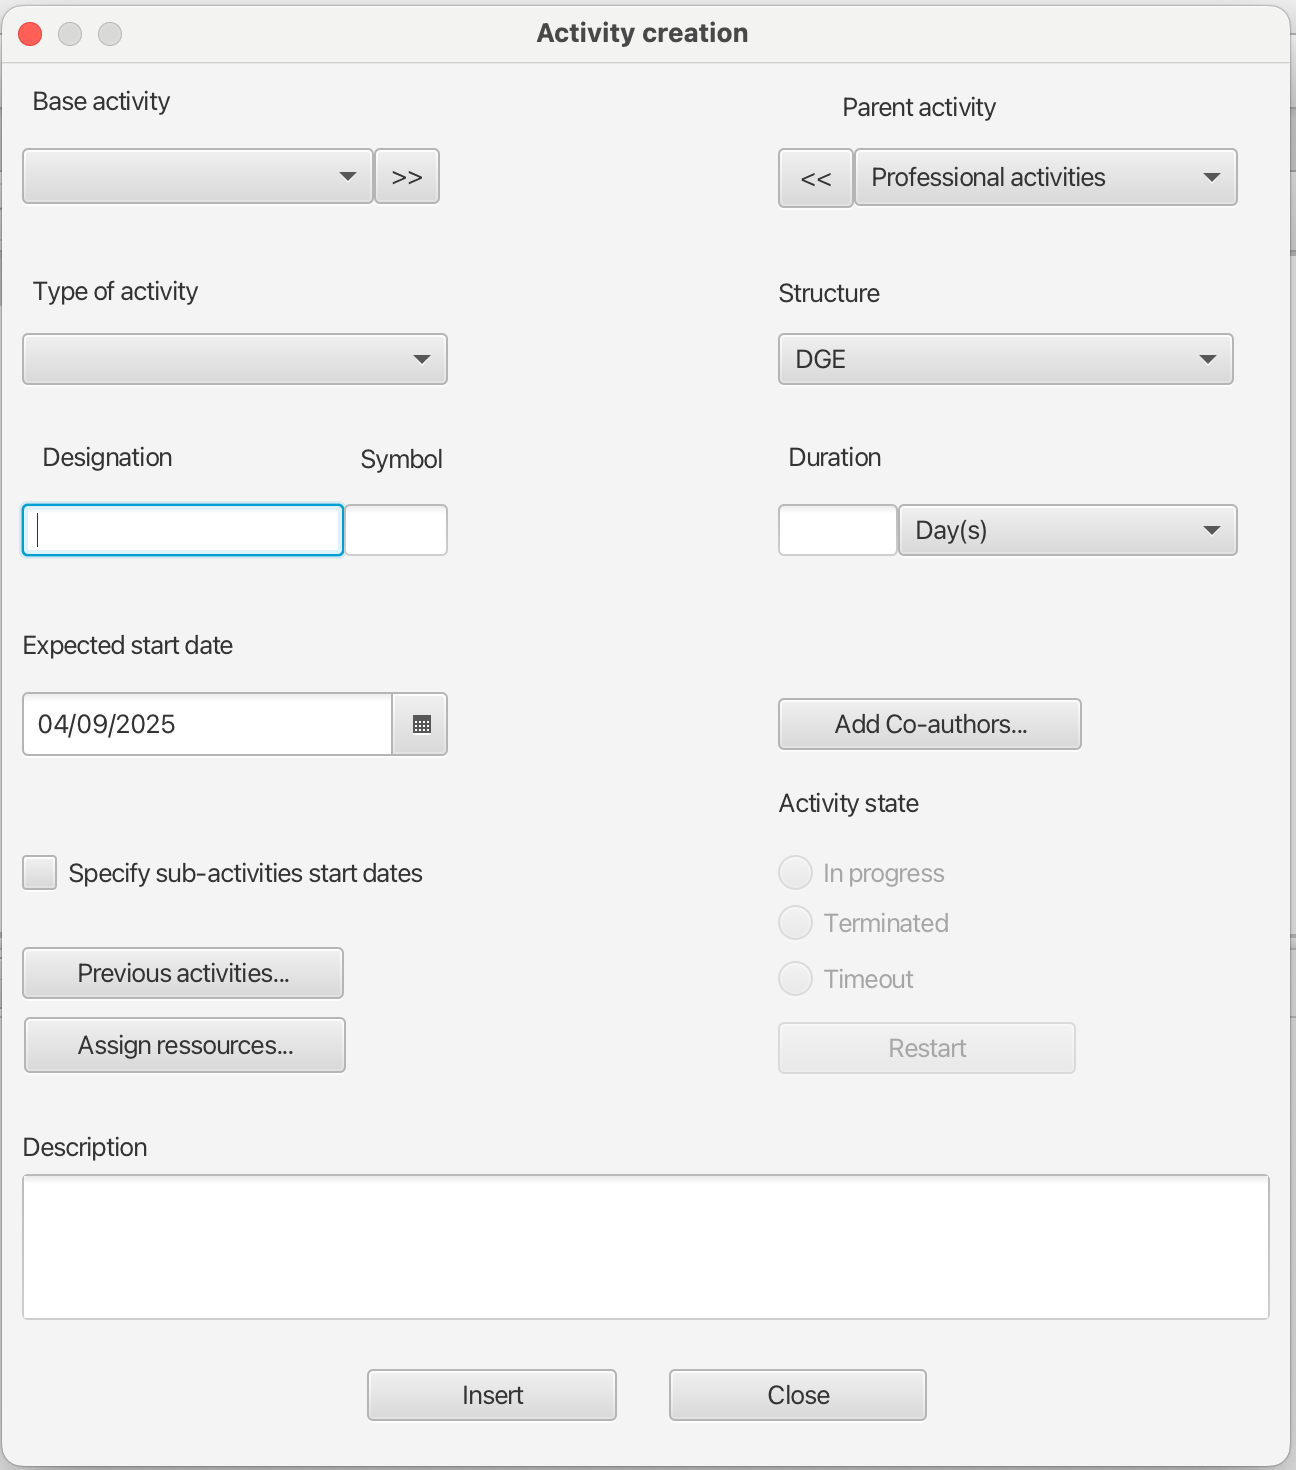 Activity creation
Base activity
Parent activity
>>
<< Professional activities
Type of activity
Structure
DGE
Designation Symbol
Duration
Day(s)
Expected start date
04/09/2025
Add Co-authors...
Activity state
Specify sub-activities start dates
In progress
Terminated
Previous activities...
Timeout
Assign ressources...
Restart
Description
Insert
Close